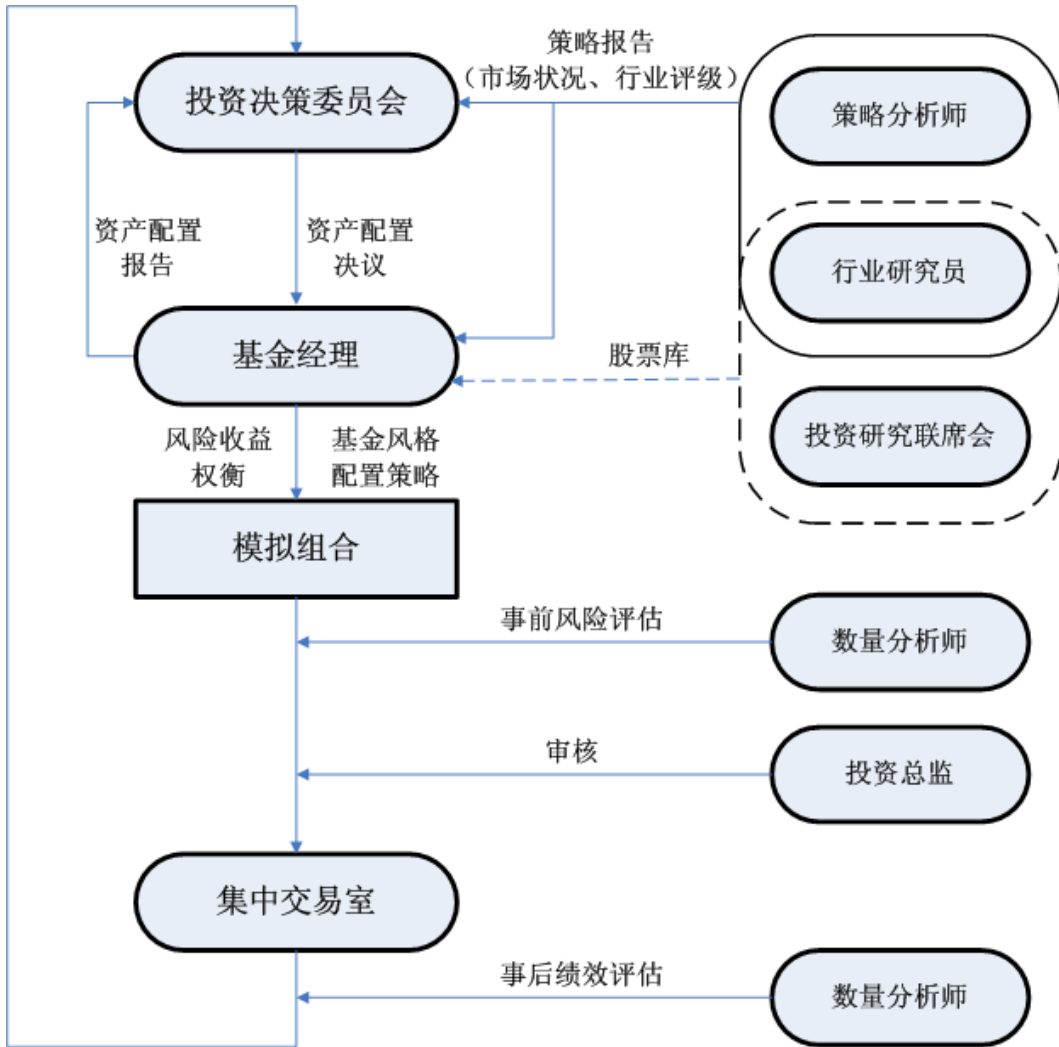 策略报告
（市场状况、行业评级）
投资决策委员会
策略分析师
资产配置
报告
资产配置
决议
行业研究员
基金经理
股票库
风险收益
权衡
基金风格
配置策略
投资研究联席会
模拟组合
事前风险评估
数量分析师
审核
投资总监
集中交易室
事后绩效评估
数量分析师